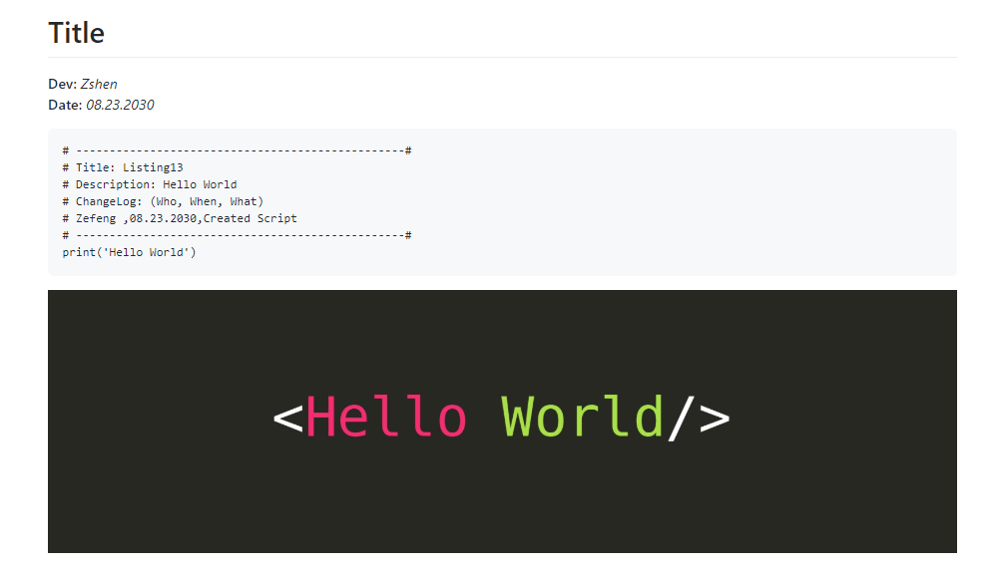 Title
Dev: Zshen
Date: 08.23.2030
# -------------------------------------------------#
# Title: Listing13
# Description: Hello World
# ChangeLog: (Who, When, What)
# Zefeng ,08.23.2030,Created Script
# -------------------------------------------------#
print('Hello World')
<Hello World/>